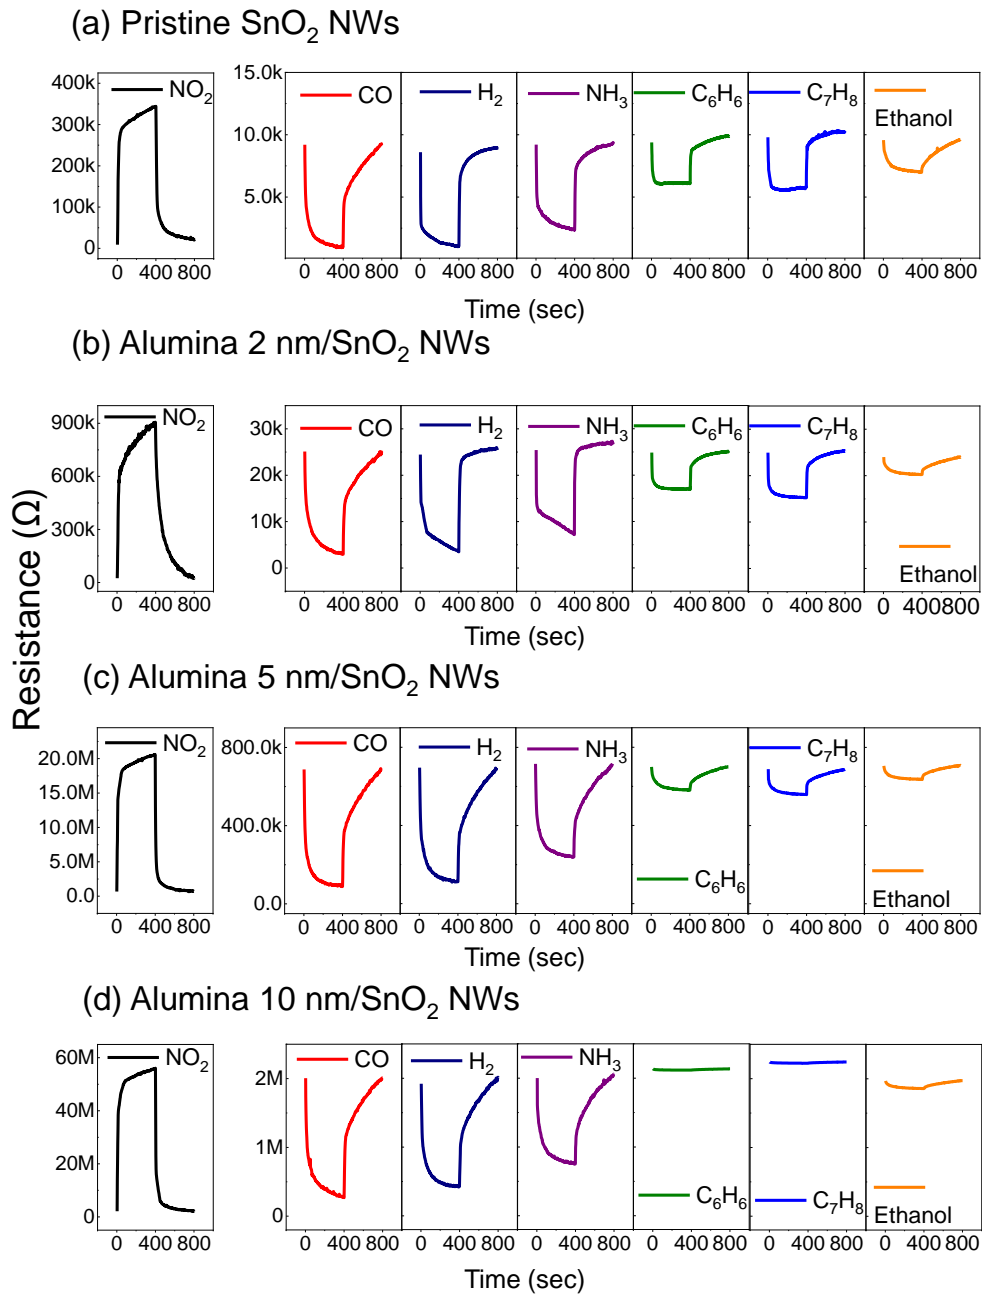 (a) Pristine SnO₂ NWs
400k
300k
200k
100k
0
NO₂
0 400 800
15.0k
10.0k
5.0k
CO
H₂
NH₃
C₆H₆
C₇H₈
Ethanol
0 400 800
0 400 800
0 400 800
0 400 800
0 400 800
0 400 800
Time (sec)
(b) Alumina 2 nm/SnO₂ NWs
900k
600k
300k
0
NO₂
0 400 800
30k
20k
10k
0
CO
H₂
NH₃
C₆H₆
C₇H₈
Ethanol
0 400 800
0 400 800
0 400 800
0 400 800
0 400 800
0 400 800
Time (sec)
Resistance (Ω)
(c) Alumina 5 nm/SnO₂ NWs
20.0M
15.0M
10.0M
5.0M
0.0
NO₂
0 400 800
800.0k
400.0k
0.0
CO
H₂
NH₃
C₆H₆
C₇H₈
Ethanol
0 400 800
0 400 800
0 400 800
0 400 800
0 400 800
0 400 800
Time (sec)
(d) Alumina 10 nm/SnO₂ NWs
60M
40M
20M
0
NO₂
0 400 800
2M
1M
0
CO
H₂
NH₃
C₆H₆
C₇H₈
Ethanol
0 400 800
0 400 800
0 400 800
0 400 800
0 400 800
0 400 800
Time (sec)